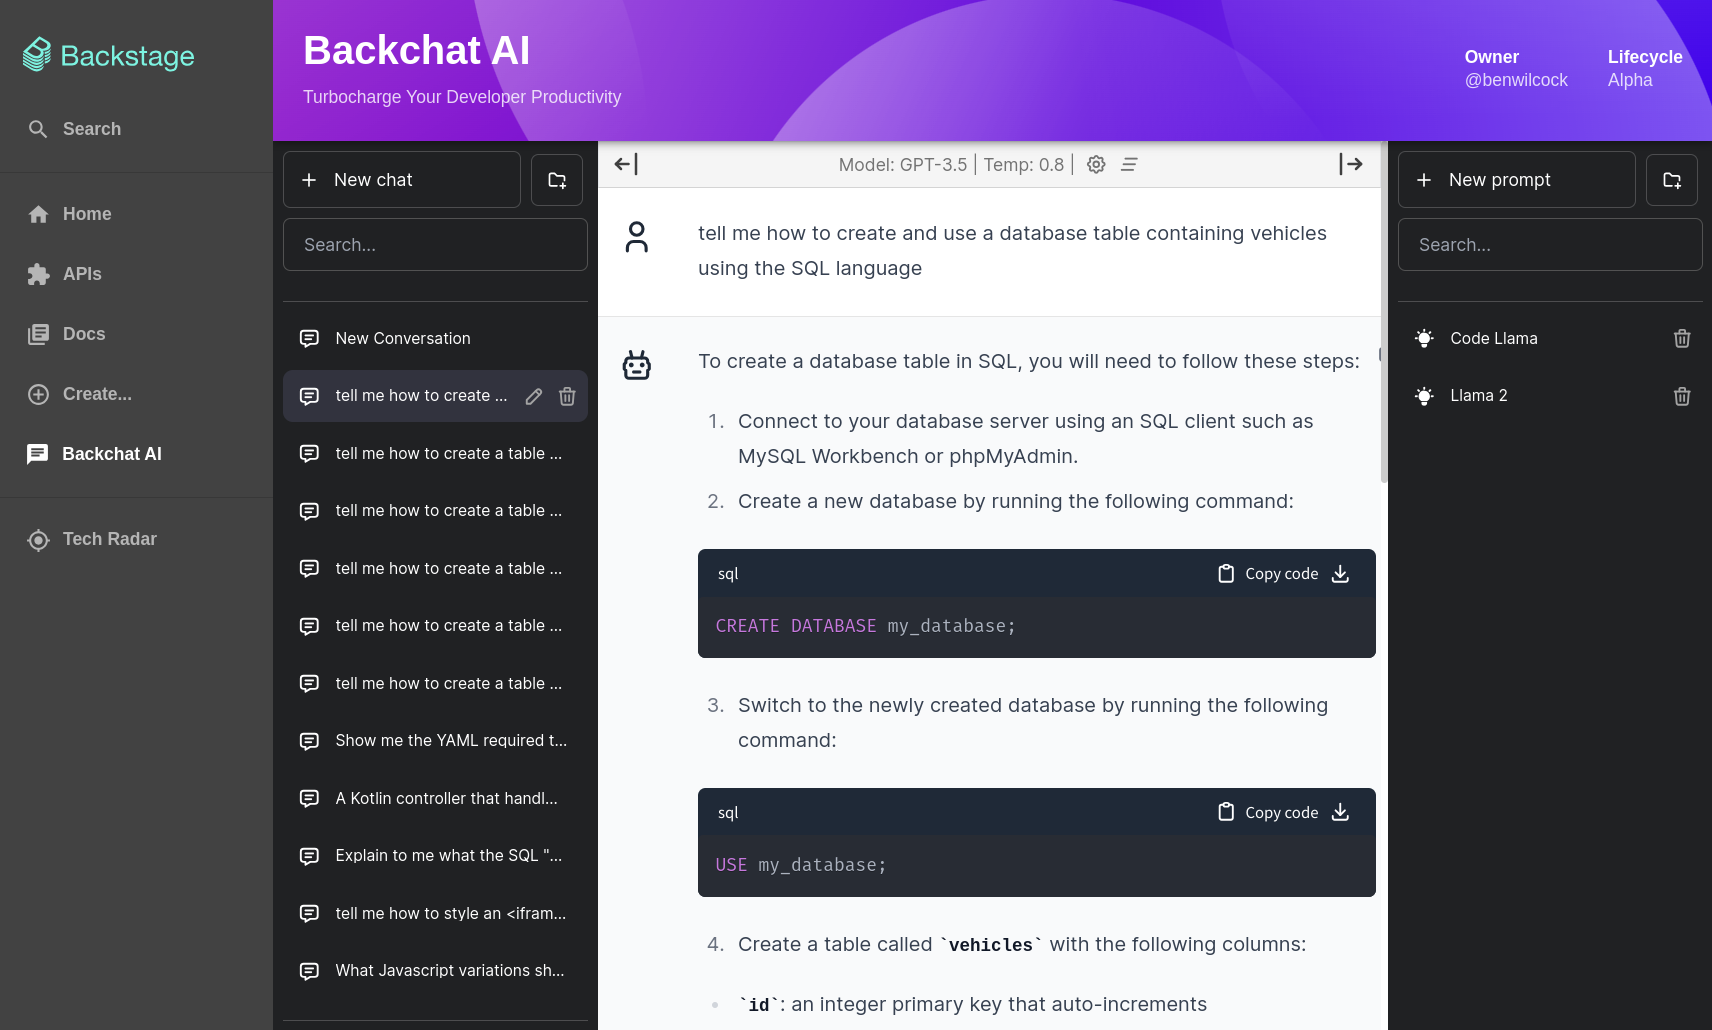 Backstage
Search
Home
APIs
Docs
Create...
Backchat AI
Tech Radar
Backchat AI
Turbocharge Your Developer Productivity
Owner
@benwilcock
Lifecycle
Alpha
New chat
Search...
New Conversation
tell me how to create ...
tell me how to create a table ...
tell me how to create a table ...
tell me how to create a table ...
tell me how to create a table ...
tell me how to create a table ...
Show me the YAML required t...
A Kotlin controller that handl...
Explain to me what the SQL "...
tell me how to style an <ifram...
What Javascript variations sh...
Model: GPT-3.5 | Temp: 0.8 |
tell me how to create and use a database table containing vehicles
using the SQL language
To create a database table in SQL, you will need to follow these steps:
1. Connect to your database server using an SQL client such as
MySQL Workbench or phpMyAdmin.
2. Create a new database by running the following command:
sql
Copy code
CREATE DATABASE my_database;
3. Switch to the newly created database by running the following
command:
sql
Copy code
USE my_database;
4. Create a table called `vehicles` with the following columns:
• `id`: an integer primary key that auto-increments
New prompt
Search...
Code Llama
Llama 2